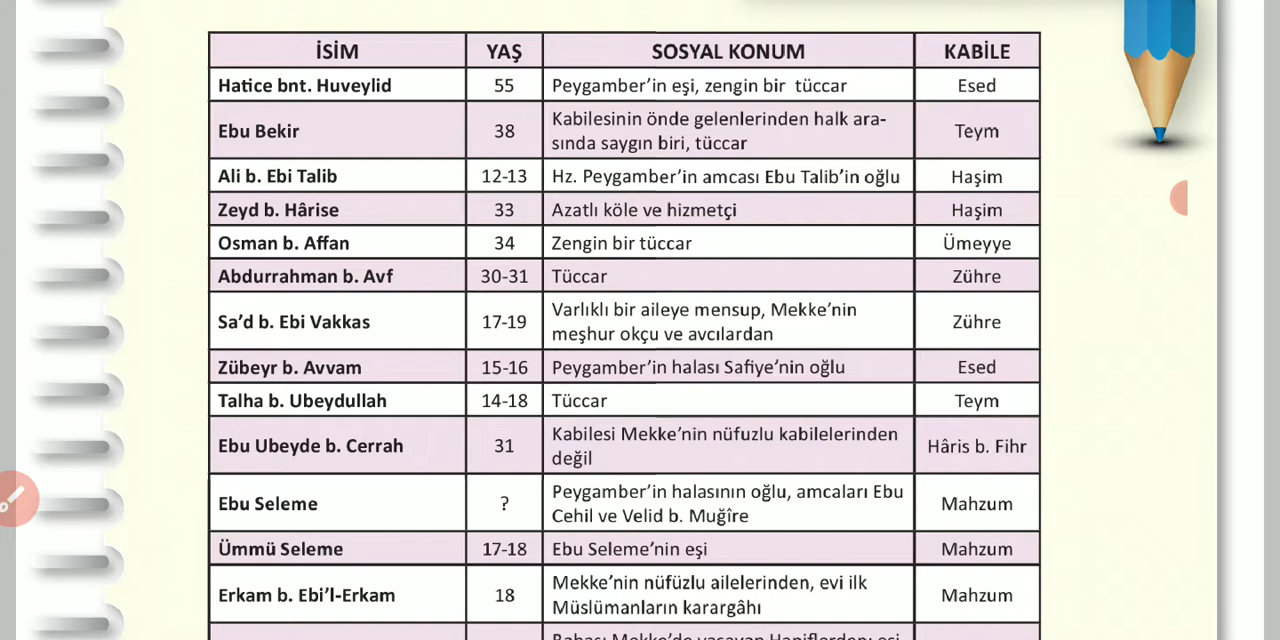 İSİM YAŞ SOSYAL KONUM KABİLE
Hatice bnt. Huveylid 55 Peygamber’in eşi, zengin bir tüccar Esed
Ebu Bekir 38 Kabilesinin önde gelenlerinden halk ara-
sında saygın biri, tüccar Teym
Ali b. Ebi Talib 12-13 Hz. Peygamber’in amcası Ebu Talib’in oğlu Haşim
Zeyd b. Hârise 33 Azatlı köle ve hizmetçi Haşim
Osman b. Affan 34 Zengin bir tüccar Ümeyye
Abdurrahman b. Avf 30-31 Tüccar Zühre
Sa’d b. Ebi Vakkas 17-19 Varlıklı bir aileye mensup, Mekke’nin
meşhur okçu ve avcılardan Zühre
Zübeyr b. Avvam 15-16 Peygamber’in halası Safiye’nin oğlu Esed
Talha b. Ubeydullah 14-18 Tüccar Teym
Ebu Ubeyde b. Cerrah 31 Kabilesi Mekke’nin nüfuzlu kabilelerinden
değil Hâris b. Fihr
Ebu Seleme ? Peygamber’in halasının oğlu, amcaları Ebu
Cehil ve Velid b. Muğîre Mahzum
Ümmü Seleme 17-18 Ebu Seleme’nin eşi Mahzum
Erkam b. Ebi’l-Erkam 18 Mekke’nin nüfüzlu ailelerinden, evi ilk
Müslümanların karargâhı Mahzum
Babası Mekke’de yaşayan Haniflerden; eşi